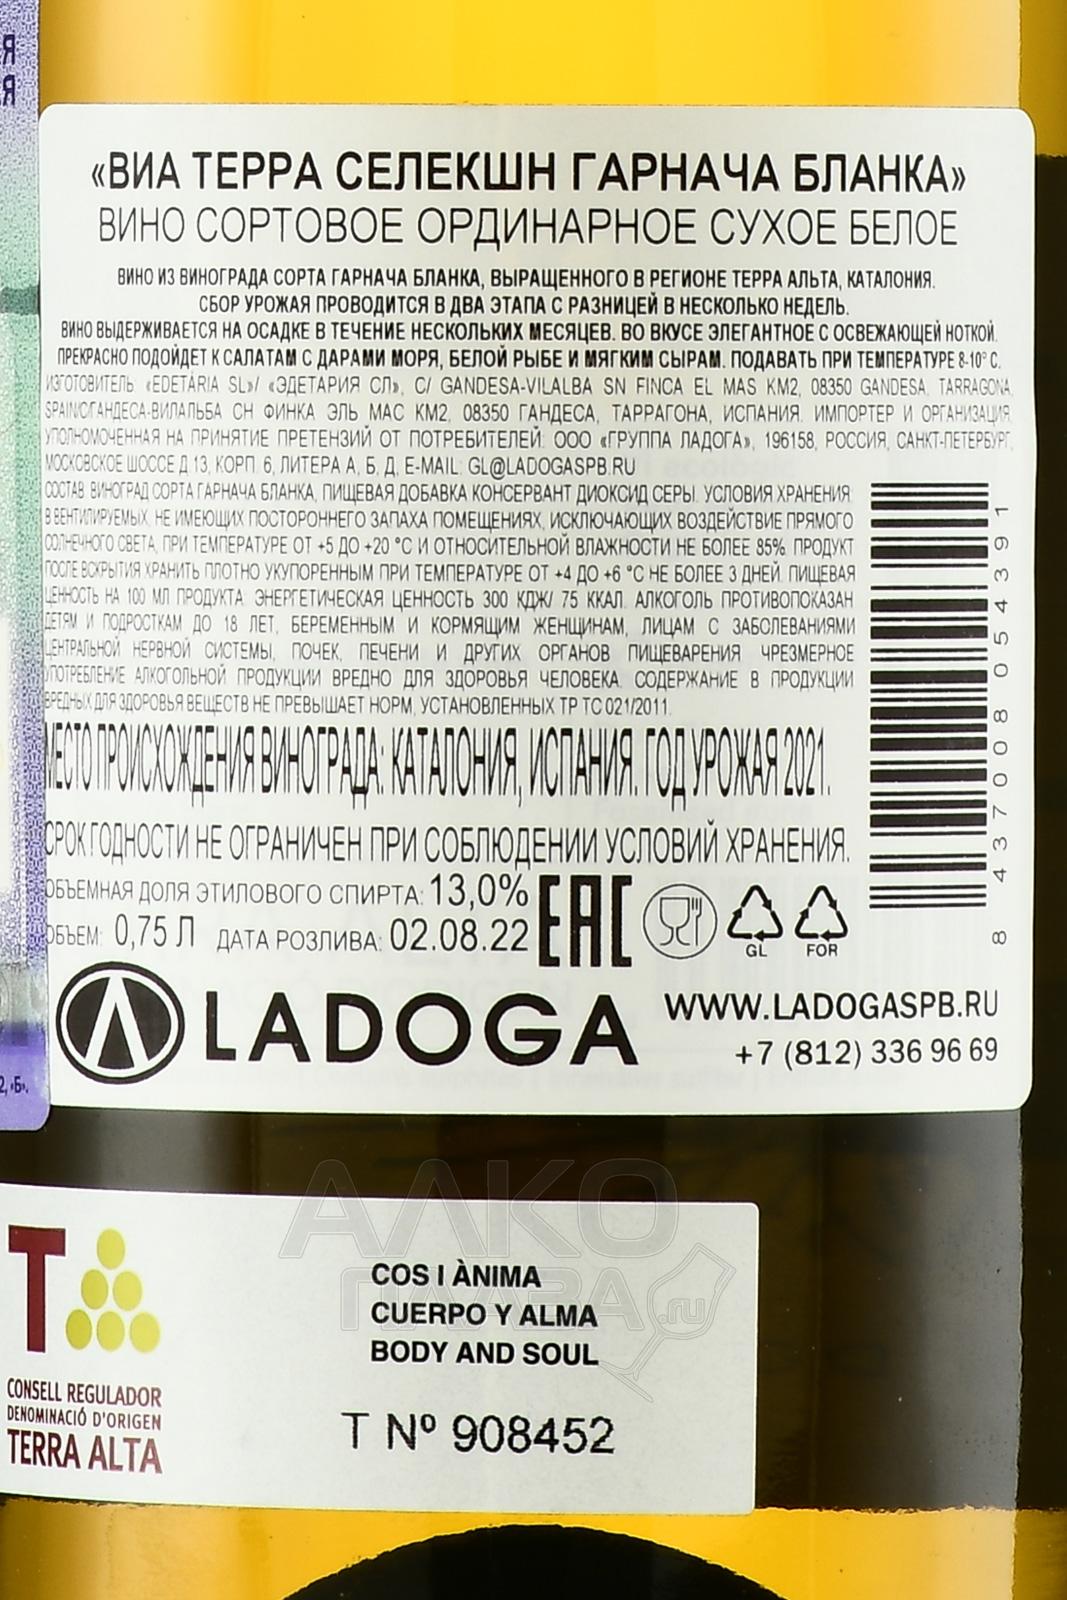 Я
Я
«ВИА ТЕРРА СЕЛЕКШН ГАРНАЧА БЛАНКА»
ВИНО СОРТОВОЕ ОРДИНАРНОЕ СУХОЕ БЕЛОЕ
ВИНО ИЗ ВИНОГРАДА СОРТА ГАРНАЧА БЛАНКА, ВЫРАЩЕННОГО В РЕГИОНЕ ТЕРРА АЛЬТА, КАТАЛОНИЯ.
СБОР УРОЖАЯ ПРОВОДИТСЯ В ДВА ЭТАПА С РАЗНИЦЕЙ В НЕСКОЛЬКО НЕДЕЛЬ.
ВИНО ВЫДЕРЖИВАЕТСЯ НА ОСАДКЕ В ТЕЧЕНИЕ НЕСКОЛЬКИХ МЕСЯЦЕВ. ВО ВКУСЕ ЭЛЕГАНТНОЕ С ОСВЕЖАЮЩЕЙ НОТКОЙ.
ПРЕКРАСНО ПОДОЙДЕТ К САЛАТАМ С ДАРАМИ МОРЯ, БЕЛОЙ РЫБЕ И МЯГКИМ СЫРАМ. ПОДАВАТЬ ПРИ ТЕМПЕРАТУРЕ 8-10° С.
ИЗГОТОВИТЕЛЬ «EDETÁRIA SL»/ «ЭДЕТАРИЯ СЛ», C/ GANDESA-VILALBA SN FINCA EL MAS KM2, 08350 GANDESA, TARRAGONA,
SPAIN/С/ГАНДЕСА-ВИЛАЛЬБА СН ФИНКА ЭЛЬ МАС КМ2, 08350 ГАНДЕСА, ТАРРАГОНА, ИСПАНИЯ. ИМПОРТЕР И ОРГАНИЗАЦИЯ,
УПОЛНОМОЧЕННАЯ НА ПРИНЯТИЕ ПРЕТЕНЗИЙ ОТ ПОТРЕБИТЕЛЕЙ: ООО «ГРУППА ЛАДОГА», 196158, РОССИЯ, САНКТ-ПЕТЕРБУРГ,
МОСКОВСКОЕ ШОССЕ Д 13, КОРП. 6, ЛИТЕРА А, Б, Д, E-MAIL: GL@LADOGASPB.RU
СОСТАВ: ВИНОГРАД СОРТА ГАРНАЧА БЛАНКА, ПИЩЕВАЯ ДОБАВКА КОНСЕРВАНТ ДИОКСИД СЕРЫ. УСЛОВИЯ ХРАНЕНИЯ:
В ВЕНТИЛИРУЕМЫХ, НЕ ИМЕЮЩИХ ПОСТОРОННЕГО ЗАПАХА ПОМЕЩЕНИЯХ, ИСКЛЮЧАЮЩИХ ВОЗДЕЙСТВИЕ ПРЯМОГО
СОЛНЕЧНОГО СВЕТА, ПРИ ТЕМПЕРАТУРЕ ОТ +5 ДО +20 °С И ОТНОСИТЕЛЬНОЙ ВЛАЖНОСТИ НЕ БОЛЕЕ 85%. ПРОДУКТ
ПОСЛЕ ВСКРЫТИЯ ХРАНИТЬ ПЛОТНО УКУПОРЕННЫМ ПРИ ТЕМПЕРАТУРЕ ОТ +4 ДО +6 °С НЕ БОЛЕЕ 3 ДНЕЙ. ПИЩЕВАЯ
ЦЕННОСТЬ НА 100 МЛ ПРОДУКТА: ЭНЕРГЕТИЧЕСКАЯ ЦЕННОСТЬ 300 КДЖ/ 75 ККАЛ. АЛКОГОЛЬ ПРОТИВОПОКАЗАН
ДЕТЯМ И ПОДРОСТКАМ ДО 18 ЛЕТ, БЕРЕМЕННЫМ И КОРМЯЩИМ ЖЕНЩИНАМ, ЛИЦАМ С ЗАБОЛЕВАНИЯМИ
ЦЕНТРАЛЬНОЙ НЕРВНОЙ СИСТЕМЫ, ПОЧЕК, ПЕЧЕНИ И ДРУГИХ ОРГАНОВ ПИЩЕВАРЕНИЯ ЧРЕЗМЕРНОЕ
УПОТРЕБЛЕНИЕ АЛКОГОЛЬНОЙ ПРОДУКЦИИ ВРЕДНО ДЛЯ ЗДОРОВЬЯ ЧЕЛОВЕКА. СОДЕРЖАНИЕ В ПРОДУКЦИИ
ВРЕДНЫХ ДЛЯ ЗДОРОВЬЯ ВЕЩЕСТВ НЕ ПРЕВЫШАЕТ НОРМ, УСТАНОВЛЕННЫХ ТР ТС 021/2011.
МЕСТО ПРОИСХОЖДЕНИЯ ВИНОГРАДА: КАТАЛОНИЯ, ИСПАНИЯ. ГОД УРОЖАЯ 2021.
СРОК ГОДНОСТИ НЕ ОГРАНИЧЕН ПРИ СОБЛЮДЕНИИ УСЛОВИЙ ХРАНЕНИЯ.
ОБЪЕМНАЯ ДОЛЯ ЭТИЛОВОГО СПИРТА: 13,0%
ОБЪЕМ: 0,75 Л ДАТА РОЗЛИВА: 02.08.22
EAC
GL
FOR
8437008054391
LADOGA
WWW.LADOGASPB.RU
+7 (812) 336 96 69
2, «Б».
АЛКО
ПЛАВА.ru
T
CONSELL REGULADOR
DENOMINACIÓ D'ORIGEN
TERRA ALTA
COS I ÀNIMA
CUERPO Y ALMA
BODY AND SOUL
T Nº 908452